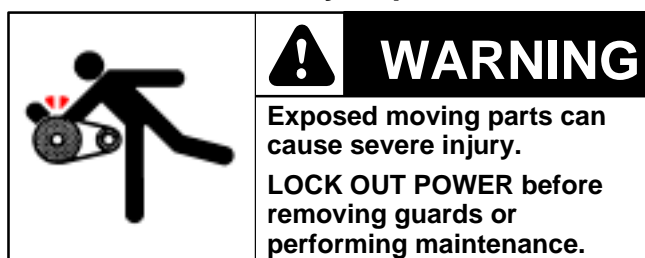 WARNING
Exposed moving parts can
cause severe injury.
LOCK OUT POWER before
removing guards or
performing maintenance.